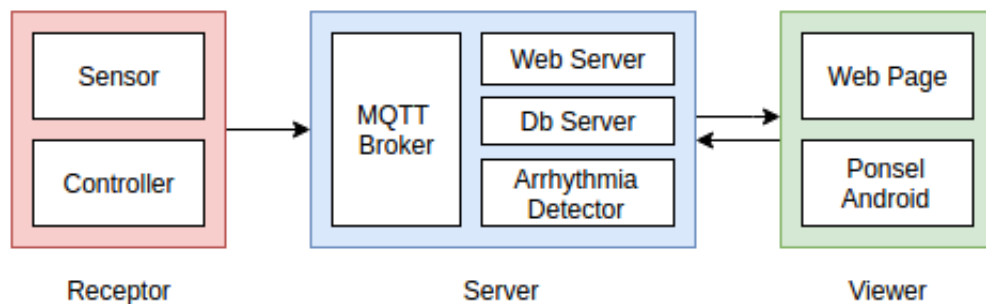 Sensor
Controller
Receptor
MQTT
Broker
Web Server
Db Server
Arrhythmia
Detector
Server
Web Page
Ponsel
Android
Viewer